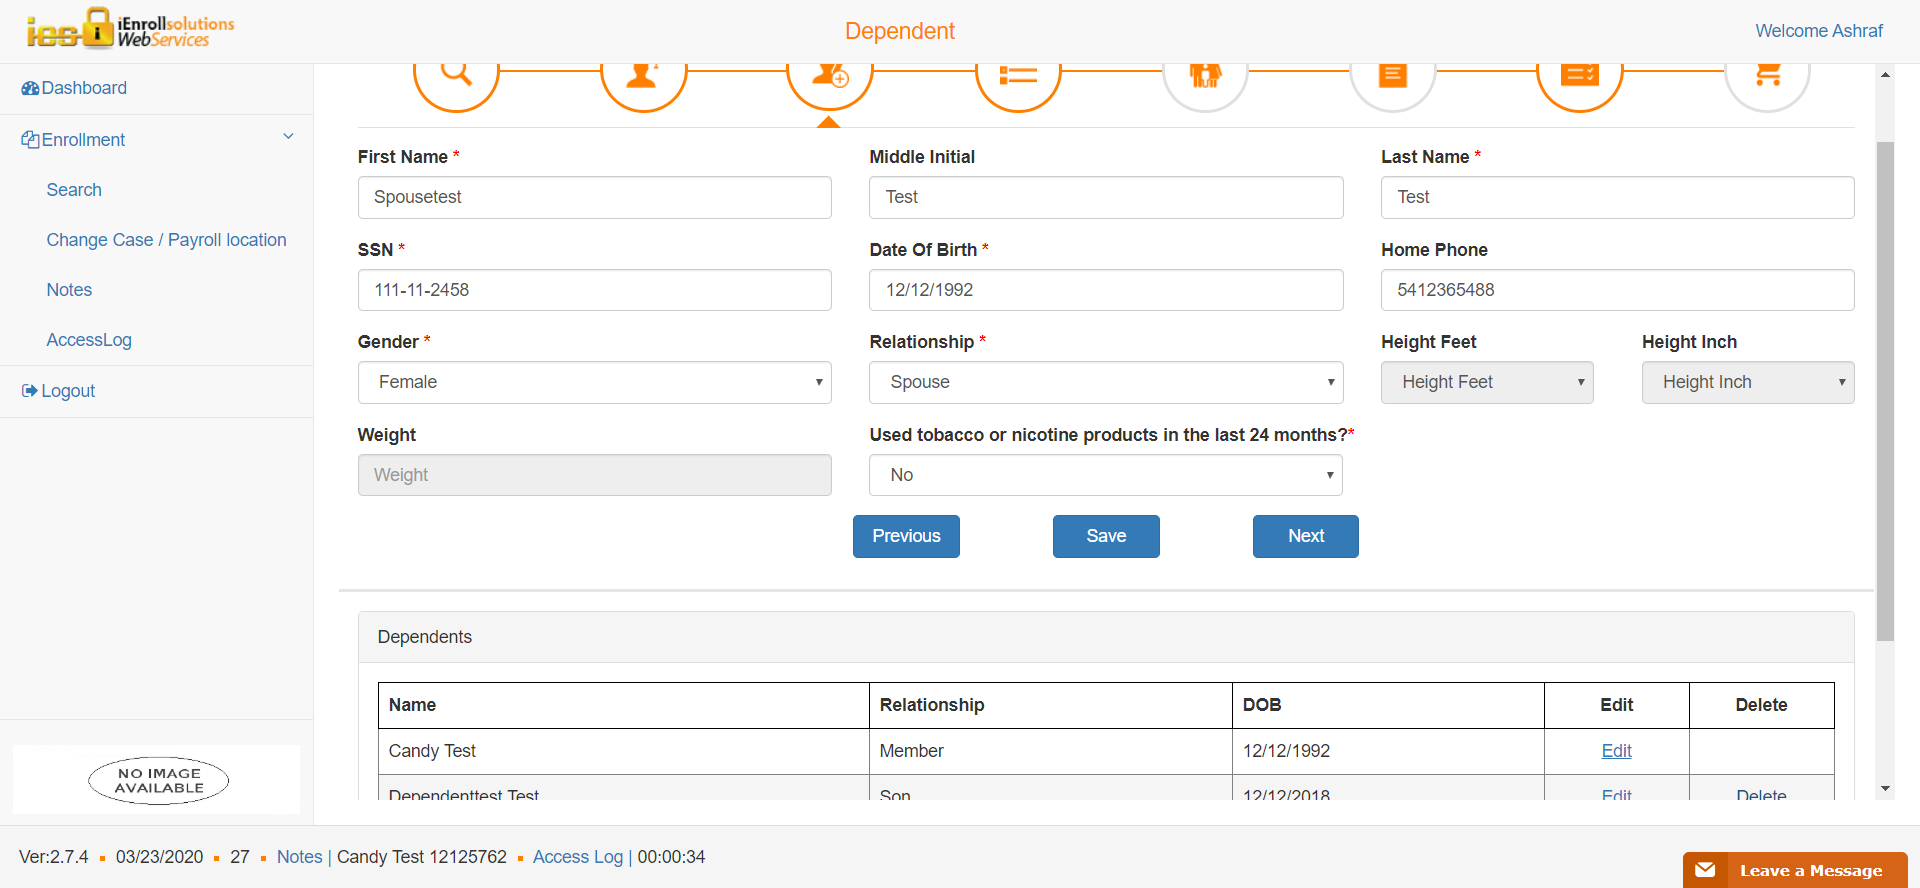 ies iEnrollsolutions
WebServices
Dependent
Welcome Ashraf
Dashboard
Enrollment
Search
Change Case / Payroll location
Notes
AccessLog
Logout
NO IMAGE
AVAILABLE
First Name *
Middle Initial
Last Name *
Spousetest
Test
Test
SSN *
Date Of Birth *
Home Phone
111-11-2458
12/12/1992
5412365488
Gender *
Relationship *
Height Feet
Height Inch
Female
Spouse
Height Feet
Height Inch
Weight
Used tobacco or nicotine products in the last 24 months?*
Weight
No
Previous
Save
Next
Dependents
Name Relationship DOB Edit Delete
Candy Test Member 12/12/1992 Edit
Dependenttest Test Son 12/12/2018 Edit Delete
Ver:2.7.4 ▪ 03/23/2020 ▪ 27 ▪ Notes | Candy Test 12125762 ▪ Access Log | 00:00:34
Leave a Message